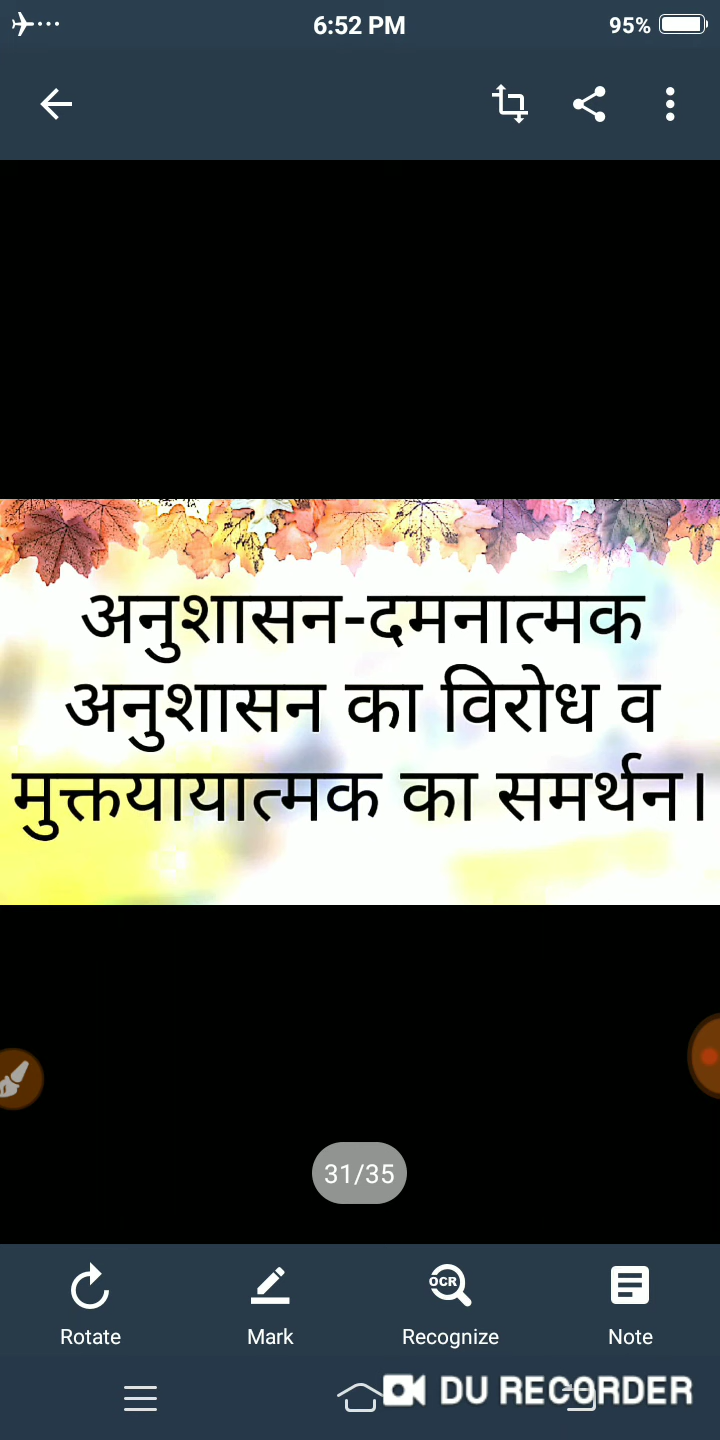 6:52 PM
95%
अनुशासन-दमनात्मक
अनुशासन का विरोध व
मुक्तयायात्मक का समर्थन।
31/35
OCR
Rotate
Mark
Recognize
Note
DU RECORDER